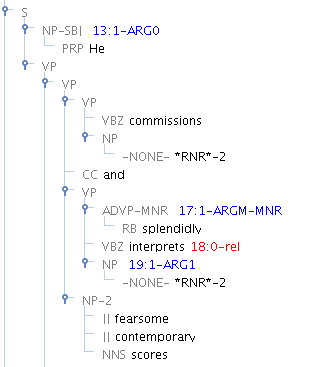 S
NP-SBJ 13:1-ARG0
PRP He
VP
VP
VP
VBZ commissions
NP
-NONE- *RNR*-2
CC and
VP
ADVP-MNR 17:1-ARGM-MNR
RB splendidly
VBZ interprets 18:0-rel
NP 19:1-ARG1
-NONE- *RNR*-2
NP-2
JJ fearsome
JJ contemporary
NNS scores